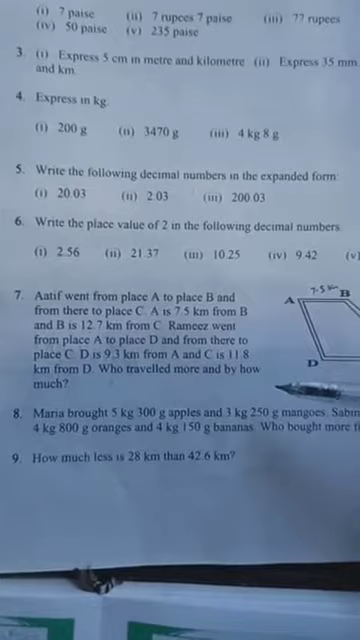 (i) 7 paise (ii) 7 rupees 7 paise (iii) 77 rupees
(iv) 50 paise (v) 235 paise
3. (i) Express 5 cm in metre and kilometre (ii) Express 35 mm
and km.
4. Express in kg.
(i) 200 g (ii) 3470 g (iii) 4 kg 8 g
5. Write the following decimal numbers in the expanded form:
(i) 20.03 (ii) 2.03 (iii) 200.03
6. Write the place value of 2 in the following decimal numbers
(i) 2.56 (ii) 21.37 (iii) 10.25 (iv) 9.42 (v)
7. Aatif went from place A to place B and
from there to place C. A is 7.5 km from B
and B is 12.7 km from C. Rameez went
from place A to place D and from there to
place C. D is 9.3 km from A and C is 11.8
km from D. Who travelled more and by how
much?
7.5 km
A B
D
8. Maria brought 5 kg 300 g apples and 3 kg 250 g mangoes.
4 kg 800 g oranges and 4 kg 150 g bananas. Who bought more
9. How much less is 28 km than 42.6 km?